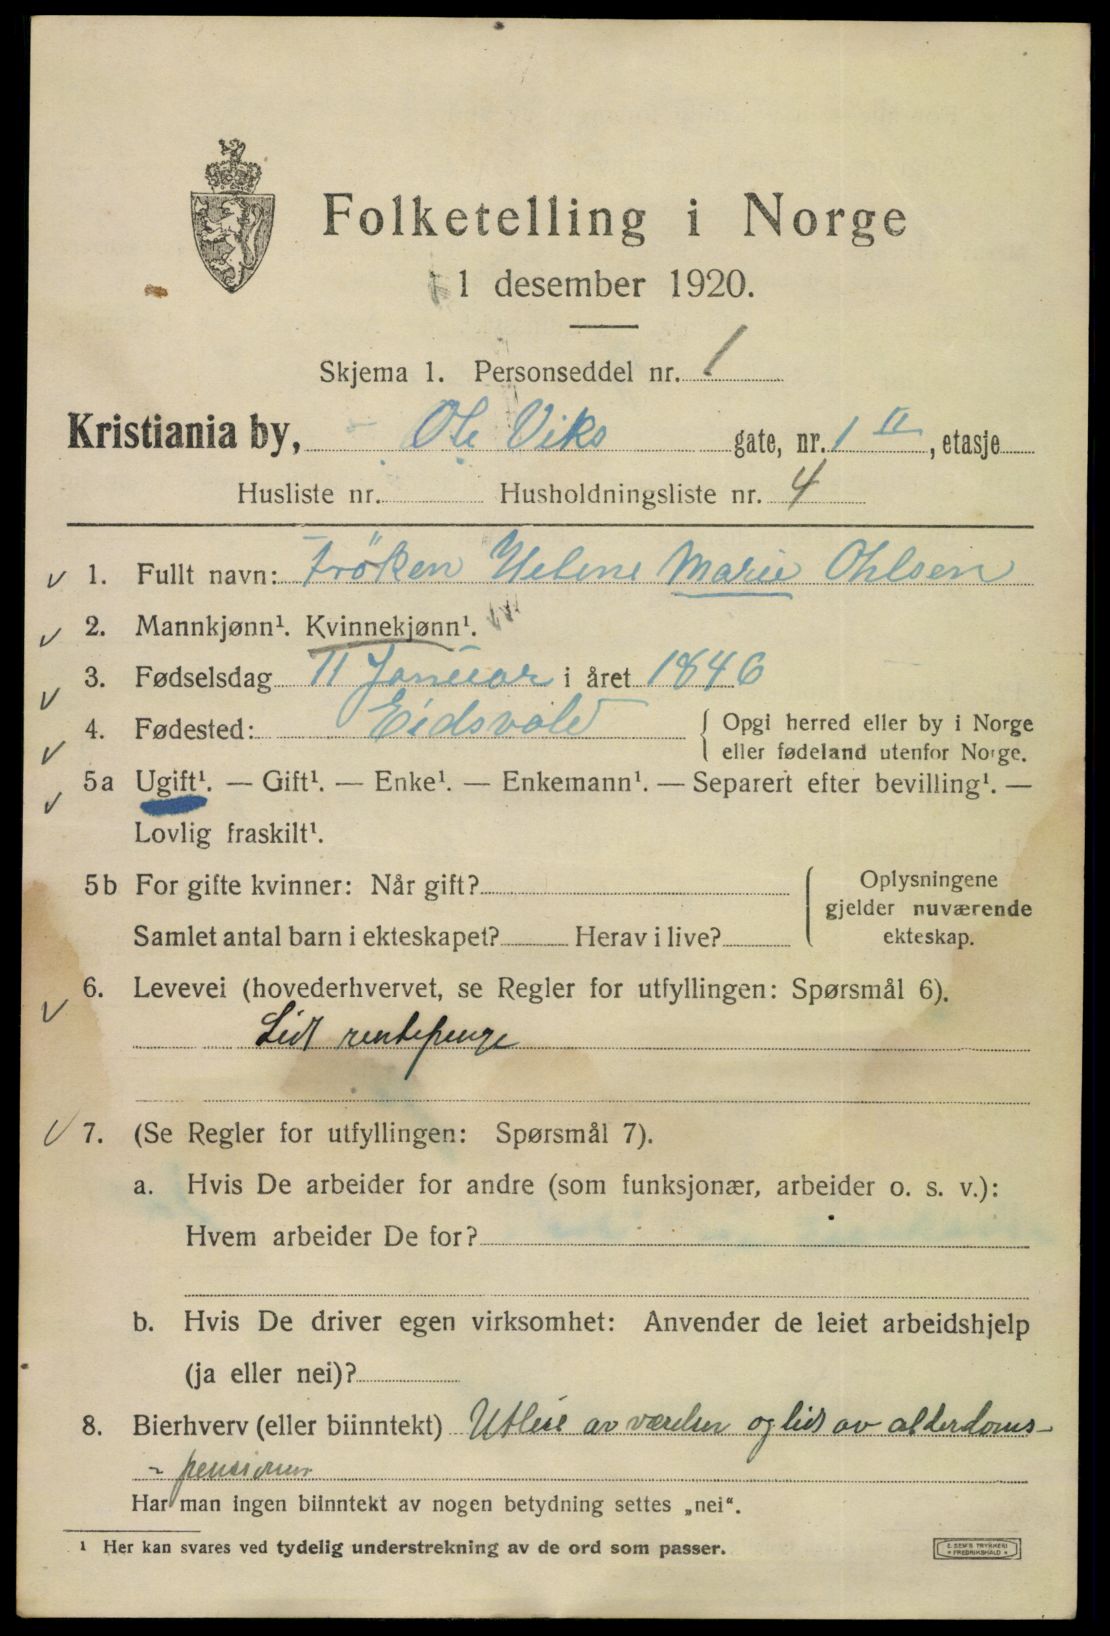 Folketelling i Norge
1 desember 1920.
Skjema 1. Personseddel nr. 1
Kristiania by, Ole Viks gate, nr. 1 II, etasje
Husliste nr. Husholdningsliste nr. 4
1. Fullt navn: Fröken Helene Marie Ohlsen
2. Mannkjønn¹. Kvinnekjønn¹.
3. Fødselsdag 11 Januar i året 1846
4. Fødested: Eidsvold { Opgi herred eller by i Norge
eller fødeland utenfor Norge.
5a Ugift¹. — Gift¹. — Enke¹. — Enkemann¹. — Separert efter bevilling¹. —
Lovlig fraskilt¹.
5b For gifte kvinner: Når gift? { Oplysningene
gjelder nuværende
Samlet antal barn i ekteskapet? Herav i live? ekteskap.
6. Levevei (hovederhvervet, se Regler for utfyllingen: Spørsmål 6).
Lidt rentepenge
7. (Se Regler for utfyllingen: Spørsmål 7).
a. Hvis De arbeider for andre (som funksjonær, arbeider o. s. v.):
Hvem arbeider De for?
b. Hvis De driver egen virksomhet: Anvender de leiet arbeidshjelp
(ja eller nei)?
8. Bierhverv (eller biinntekt) Utleie av værelser og lidt av alderdoms-
- pensionen
Har man ingen biinntekt av nogen betydning settes „nei“.
¹ Her kan svares ved tydelig understrekning av de ord som passer.
E. SEM'S TRYKKERI
FREDRIKSHALD